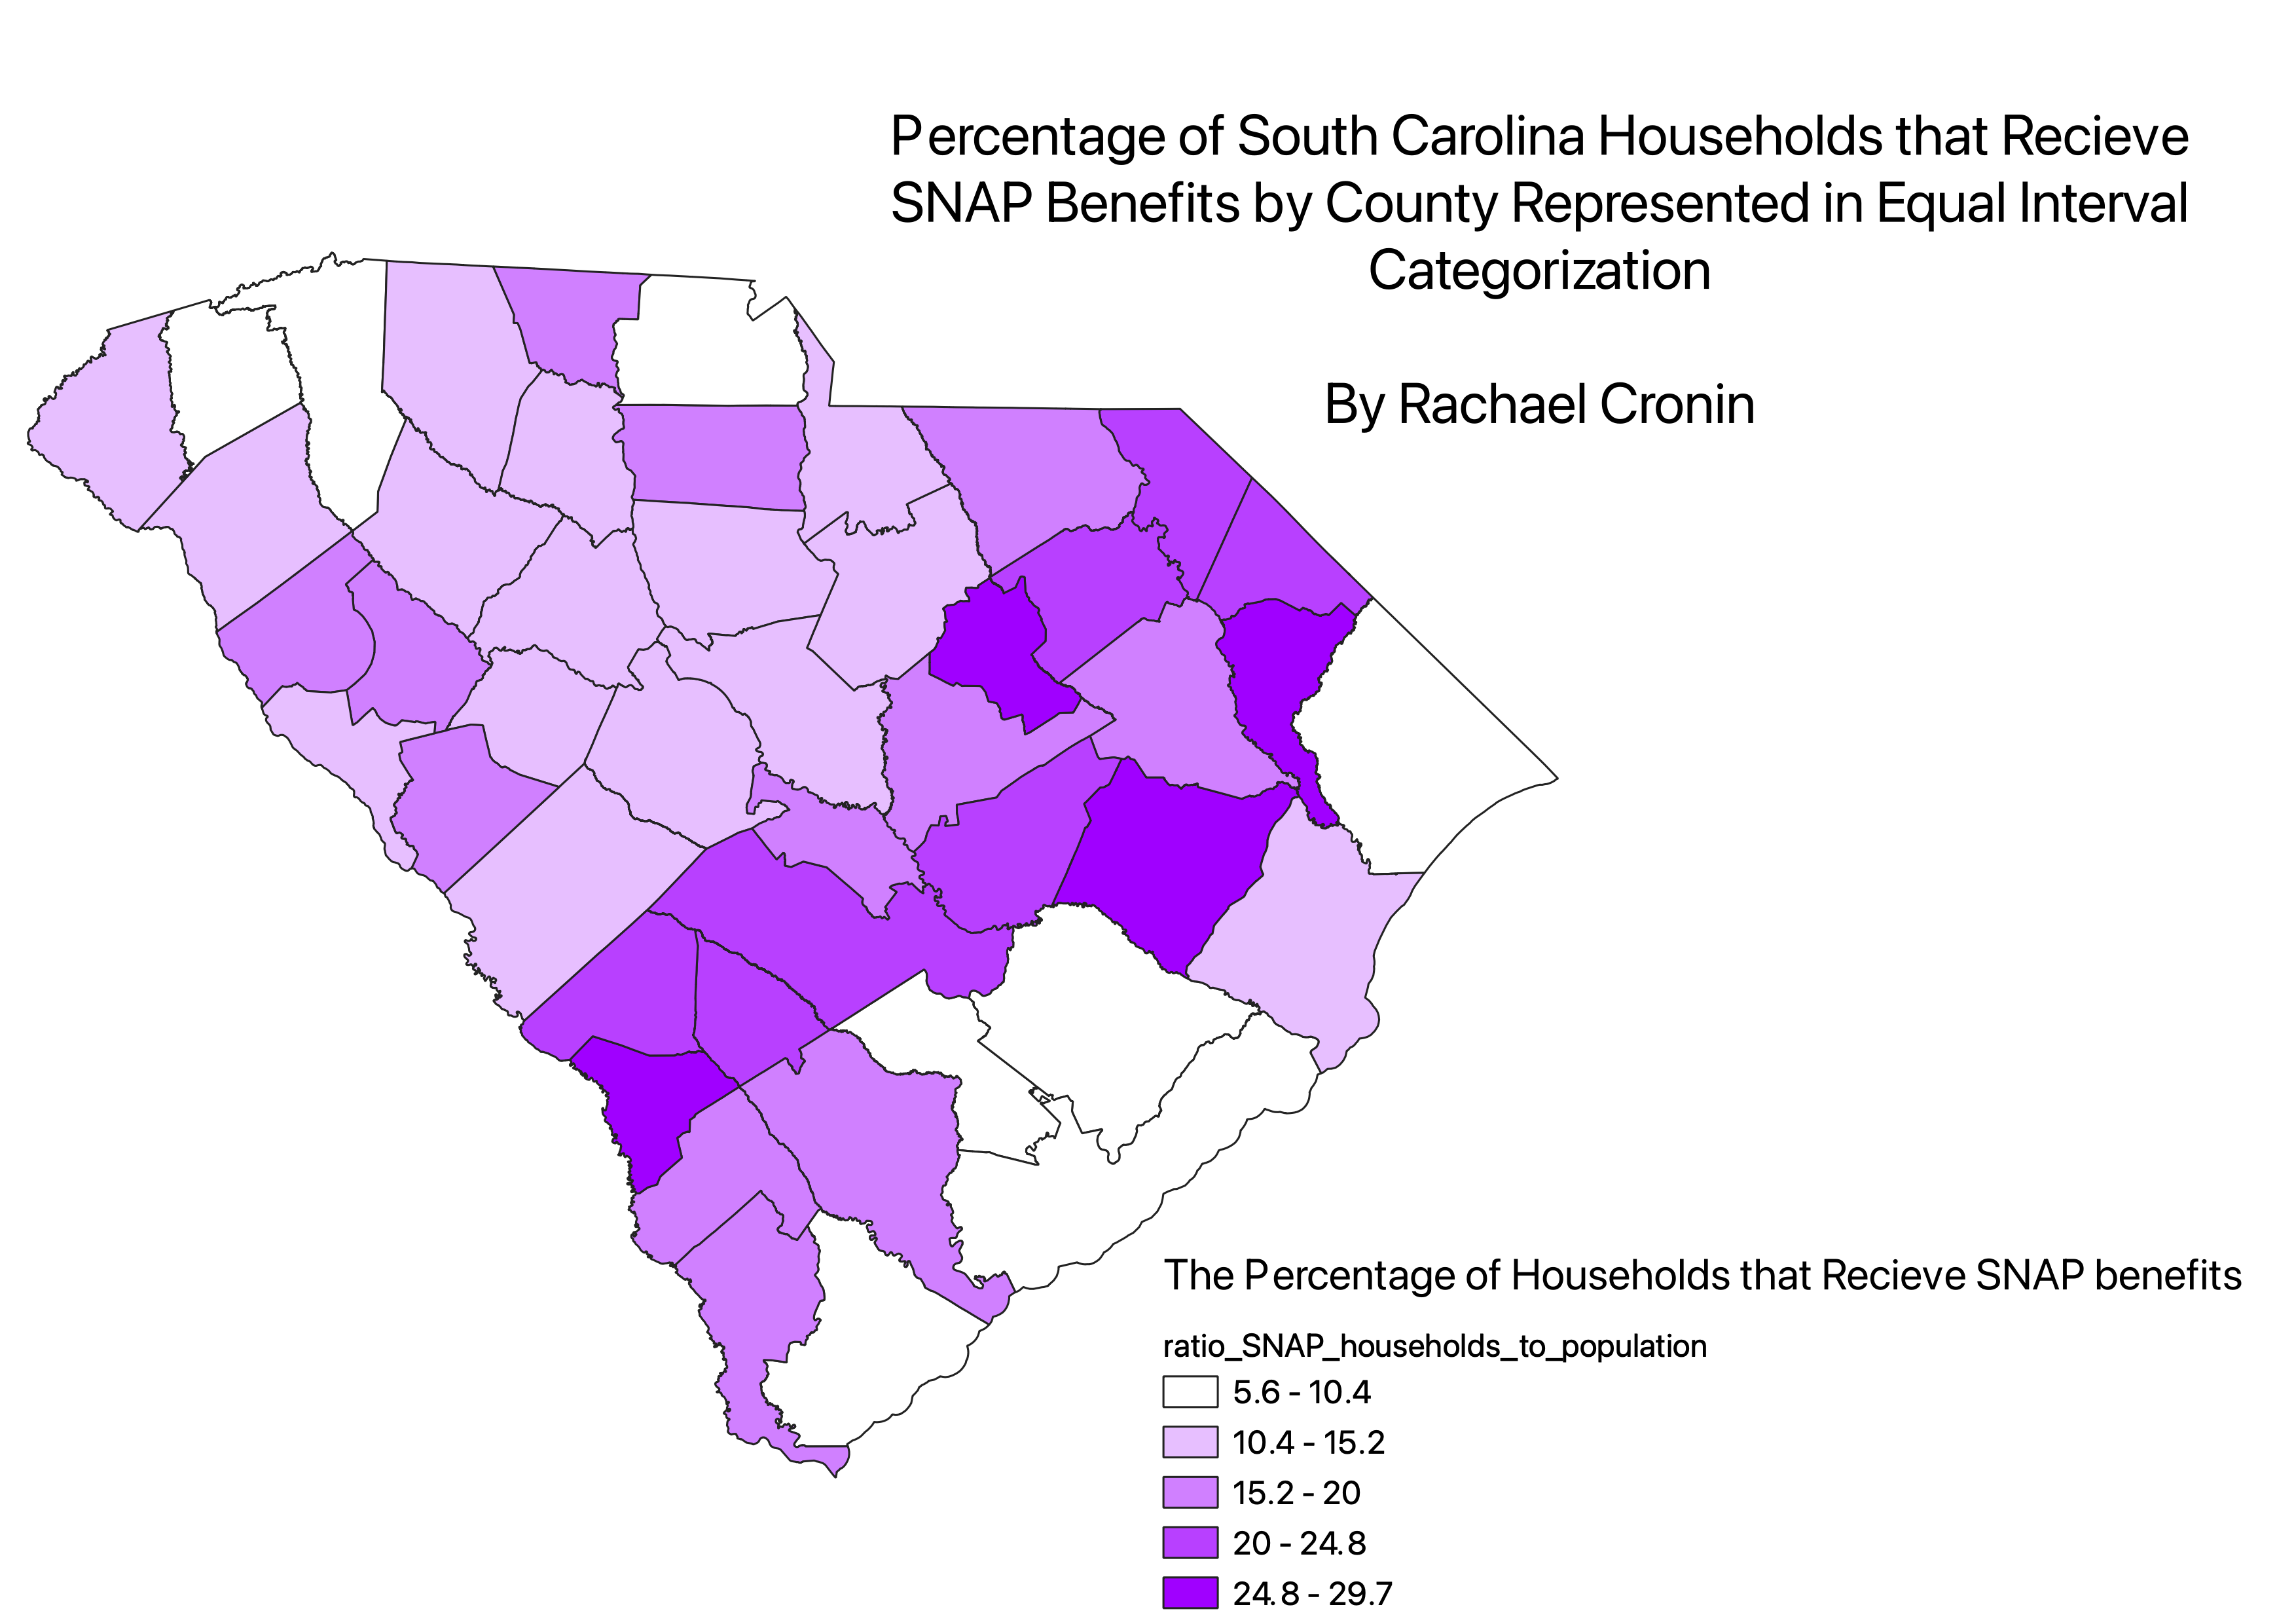 Percentage of South Carolina Households that Recieve
SNAP Benefits by County Represented in Equal Interval
Categorization
By Rachael Cronin
The Percentage of Households that Recieve SNAP benefits
ratio_SNAP_households_to_population
5.6 - 10.4
10.4 - 15.2
15.2 - 20
20 - 24.8
24.8 - 29.7